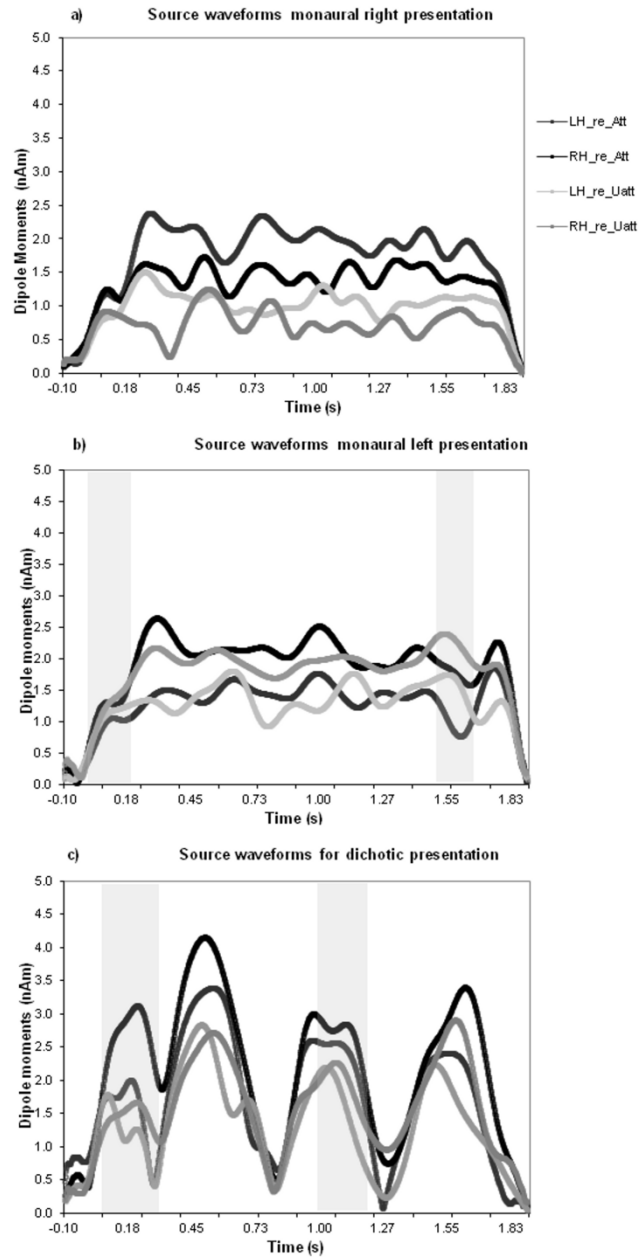 a) Source waveforms monaural right presentation
5.0
4.5
4.0
3.5
3.0
2.5
2.0
1.5
1.0
0.5
0.0
Dipole Moments (nAm)
-0.10 0.18 0.45 0.73 1.00 1.27 1.55 1.83
Time (s)
LH_re_Att
RH_re_Att
LH_re_Uatt
RH_re_Uatt
b) Source waveforms monaural left presentation
5.0
4.5
4.0
3.5
3.0
2.5
2.0
1.5
1.0
0.5
0.0
Dipole moments (nAm)
-0.10 0.18 0.45 0.73 1.00 1.27 1.55 1.83
Time (s)
c) Source waveforms for dichotic presentation
5.0
4.5
4.0
3.5
3.0
2.5
2.0
1.5
1.0
0.5
0.0
Dipole moments (nAm)
-0.10 0.18 0.45 0.73 1.00 1.27 1.55 1.83
Time (s)